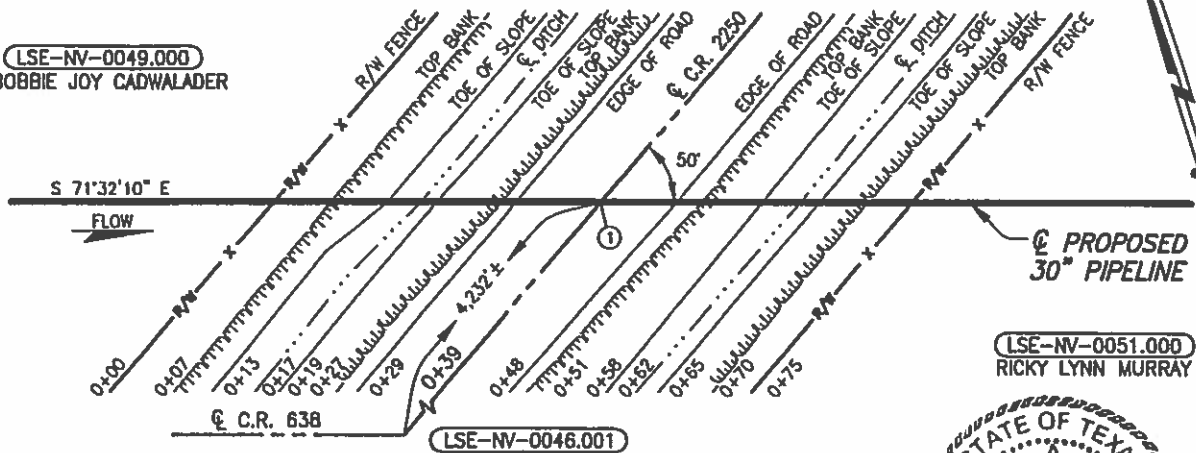 LSE-NV-0049.000
BOBBIE JOY CADWALADER
R/W FENCE
TOP BANK
TOE OF SLOPE
℄ DITCH
TOE OF SLOPE
TOP BANK
EDGE OF ROAD
℄ C.R. 2250
EDGE OF ROAD
TOP BANK
TOE OF SLOPE
℄ DITCH
TOE OF SLOPE
TOP BANK
R/W FENCE
X
R/W
X
R/W
50°
S 71°32'10" E
FLOW
1
℄ PROPOSED
30" PIPELINE
X
R/W
4,232'±
X
R/W
0+00
0+07
0+13
0+17
0+19
0+27
0+29
0+39
0+48
0+51
0+58
0+62
0+65
0+70
0+75
LSE-NV-0051.000
RICKY LYNN MURRAY
℄ C.R. 638
LSE-NV-0046.001
STATE OF TEXA